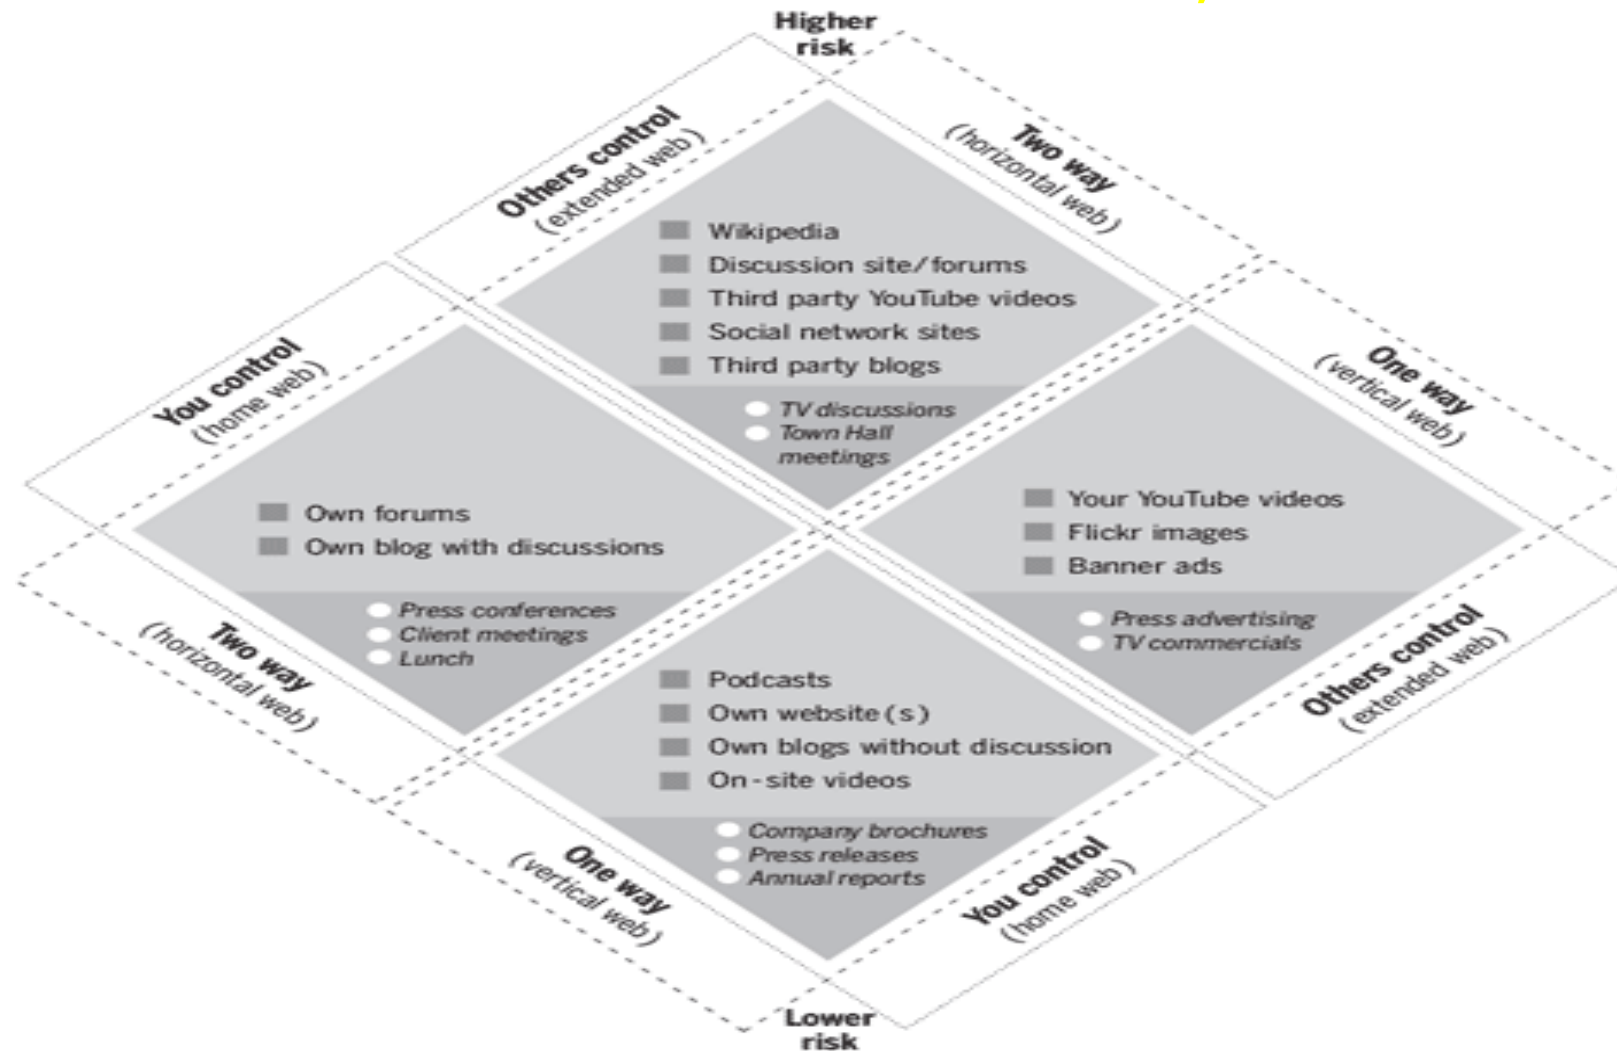 Higher
risk
Others control
(extended web)
Two way
(horizontal web)
Wikipedia
Discussion site/forums
Third party YouTube videos
Social network sites
Third party blogs
TV discussions
Town Hall
meetings
You control
(home web)
One way
(vertical web)
Own forums
Own blog with discussions
Press conferences
Client meetings
Lunch
Your YouTube videos
Flickr images
Banner ads
Press advertising
TV commercials
Two way
(horizontal web)
Others control
(extended web)
Podcasts
Own website(s)
Own blogs without discussion
On-site videos
Company brochures
Press releases
Annual reports
One way
(vertical web)
You control
(home web)
Lower
risk